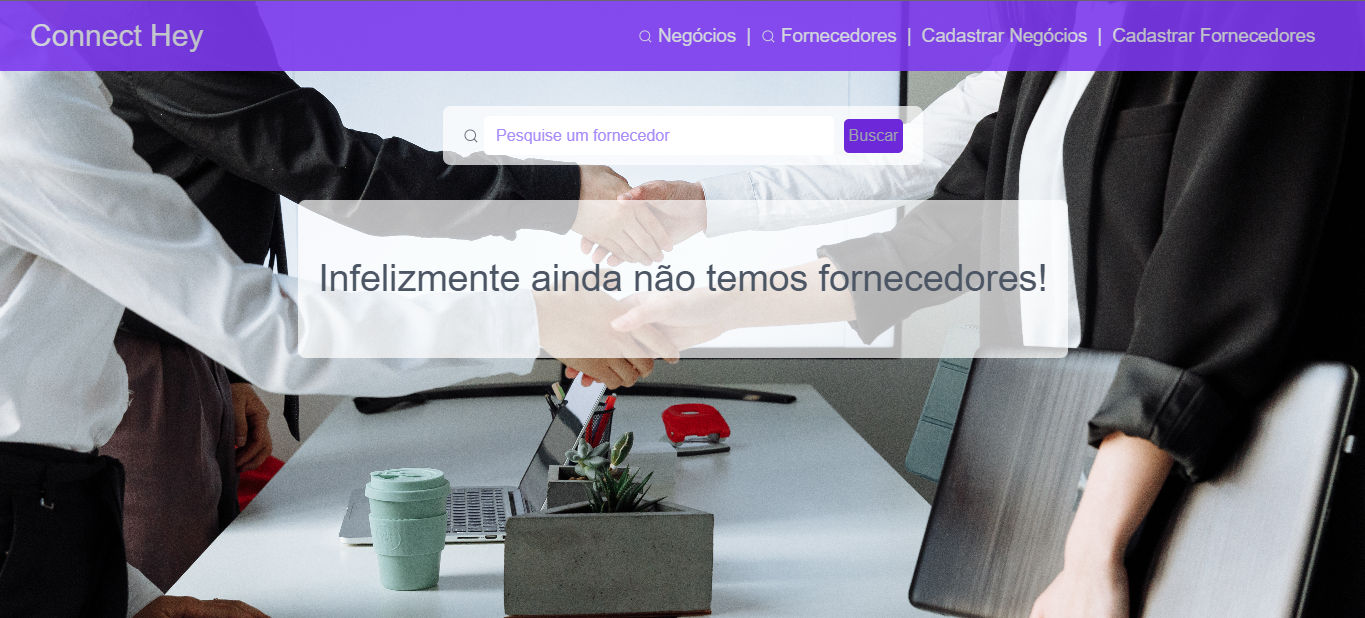 Connect Hey
Negócios | Fornecedores | Cadastrar Negócios | Cadastrar Fornecedores
Pesquise um fornecedor Buscar
Infelizmente ainda não temos fornecedores!